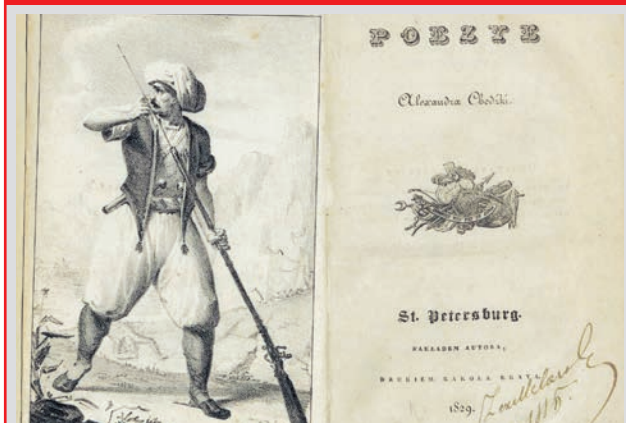 POEZYE
Alexandra Chodźki.
St. Petersburg.
NAKŁADEM AUTORA,
DRUKIEM KAROLA KRAYA
1829.